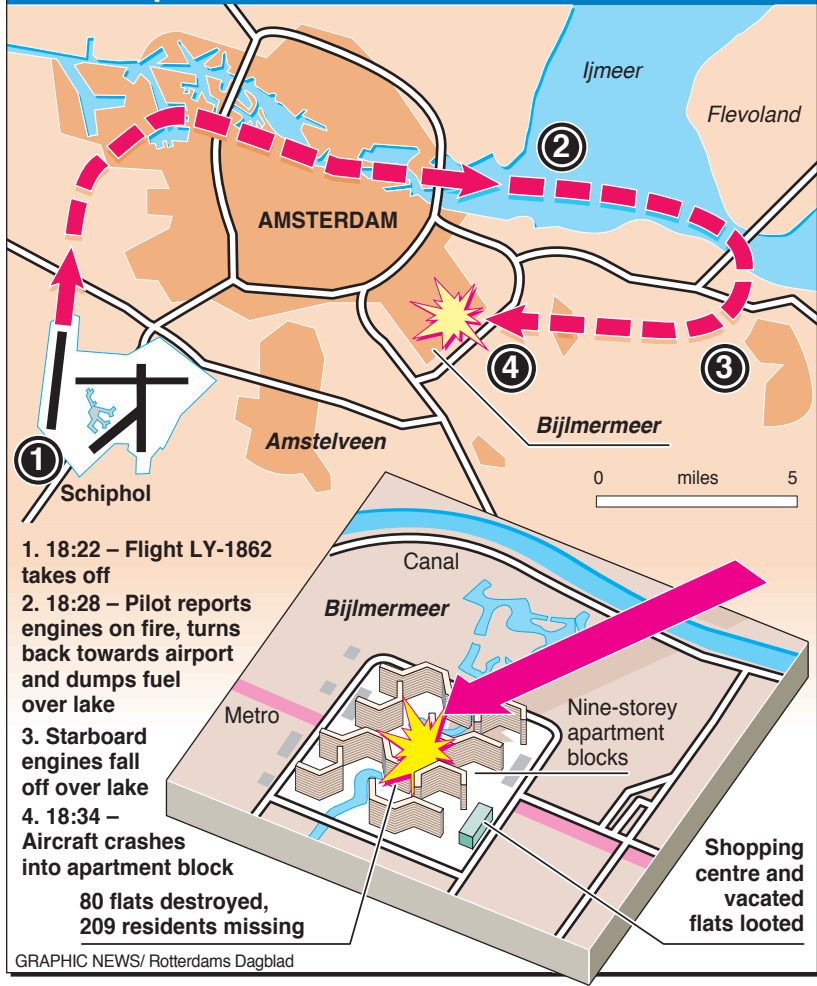 Ijmeer
Flevoland
2
AMSTERDAM
4
3
Bijlmermeer
Amstelveen
1
Schiphol
0 miles 5
1. 18:22 – Flight LY-1862
takes off
2. 18:28 – Pilot reports
engines on fire, turns
back towards airport
and dumps fuel
over lake
3. Starboard
engines fall
off over lake
4. 18:34 –
Aircraft crashes
into apartment block
Canal
Bijlmermeer
Metro
Nine-storey
apartment
blocks
80 flats destroyed,
209 residents missing
Shopping
centre and
vacated
flats looted
GRAPHIC NEWS/ Rotterdams Dagblad